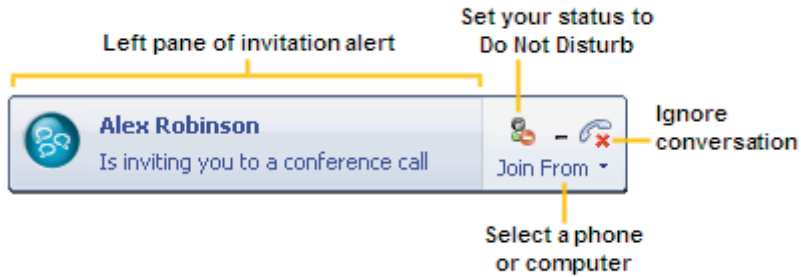 Set your status to
Do Not Disturb
Left pane of invitation alert
Alex Robinson
Is inviting you to a conference call
Join From
Ignore
conversation
Select a phone
or computer